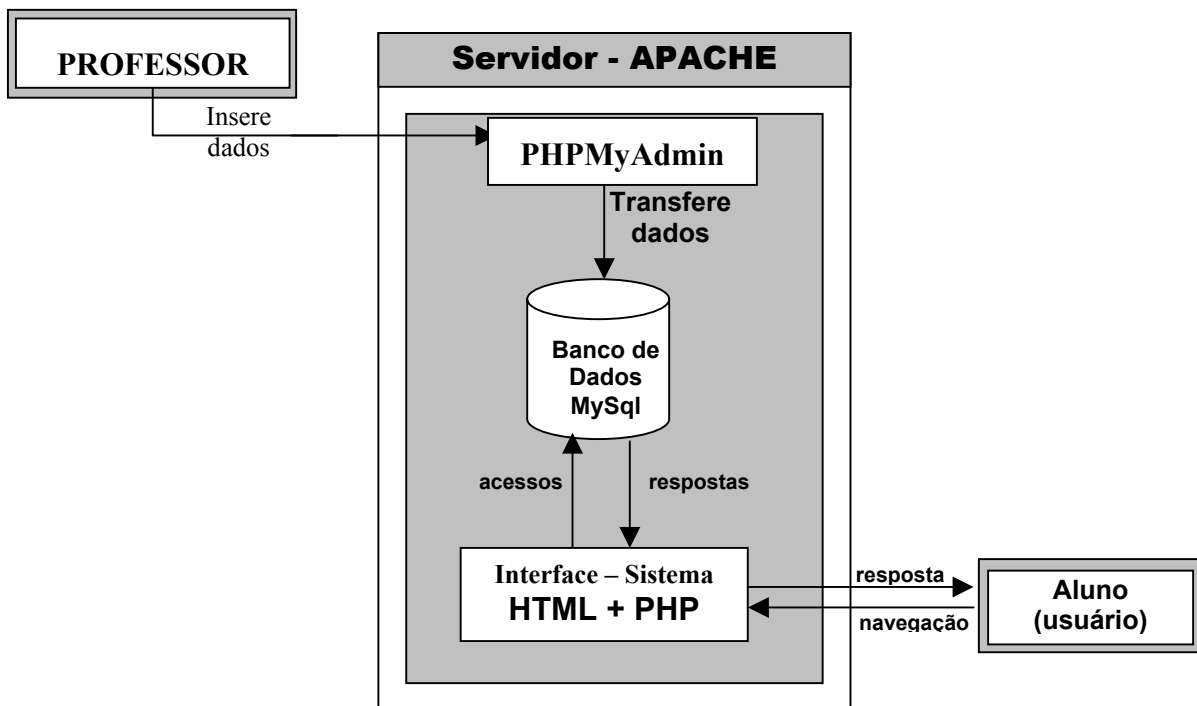 PROFESSOR
Servidor - APACHE
Insere
dados
PHPMyAdmin
Transfere
dados
Banco de
Dados
MySql
acessos
respostas
Interface – Sistema
HTML + PHP
resposta
navegação
Aluno
(usuário)